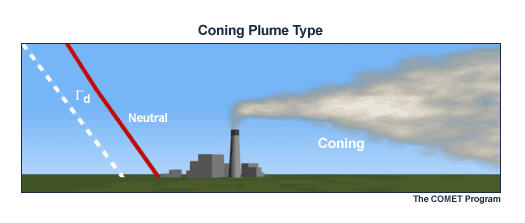 Coning Plume Type
Γd
Neutral
Coning
The COMET Program